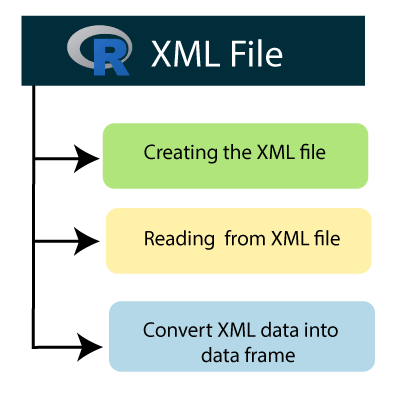 R XML File
Creating the XML file
Reading from XML file
Convert XML data into
data frame